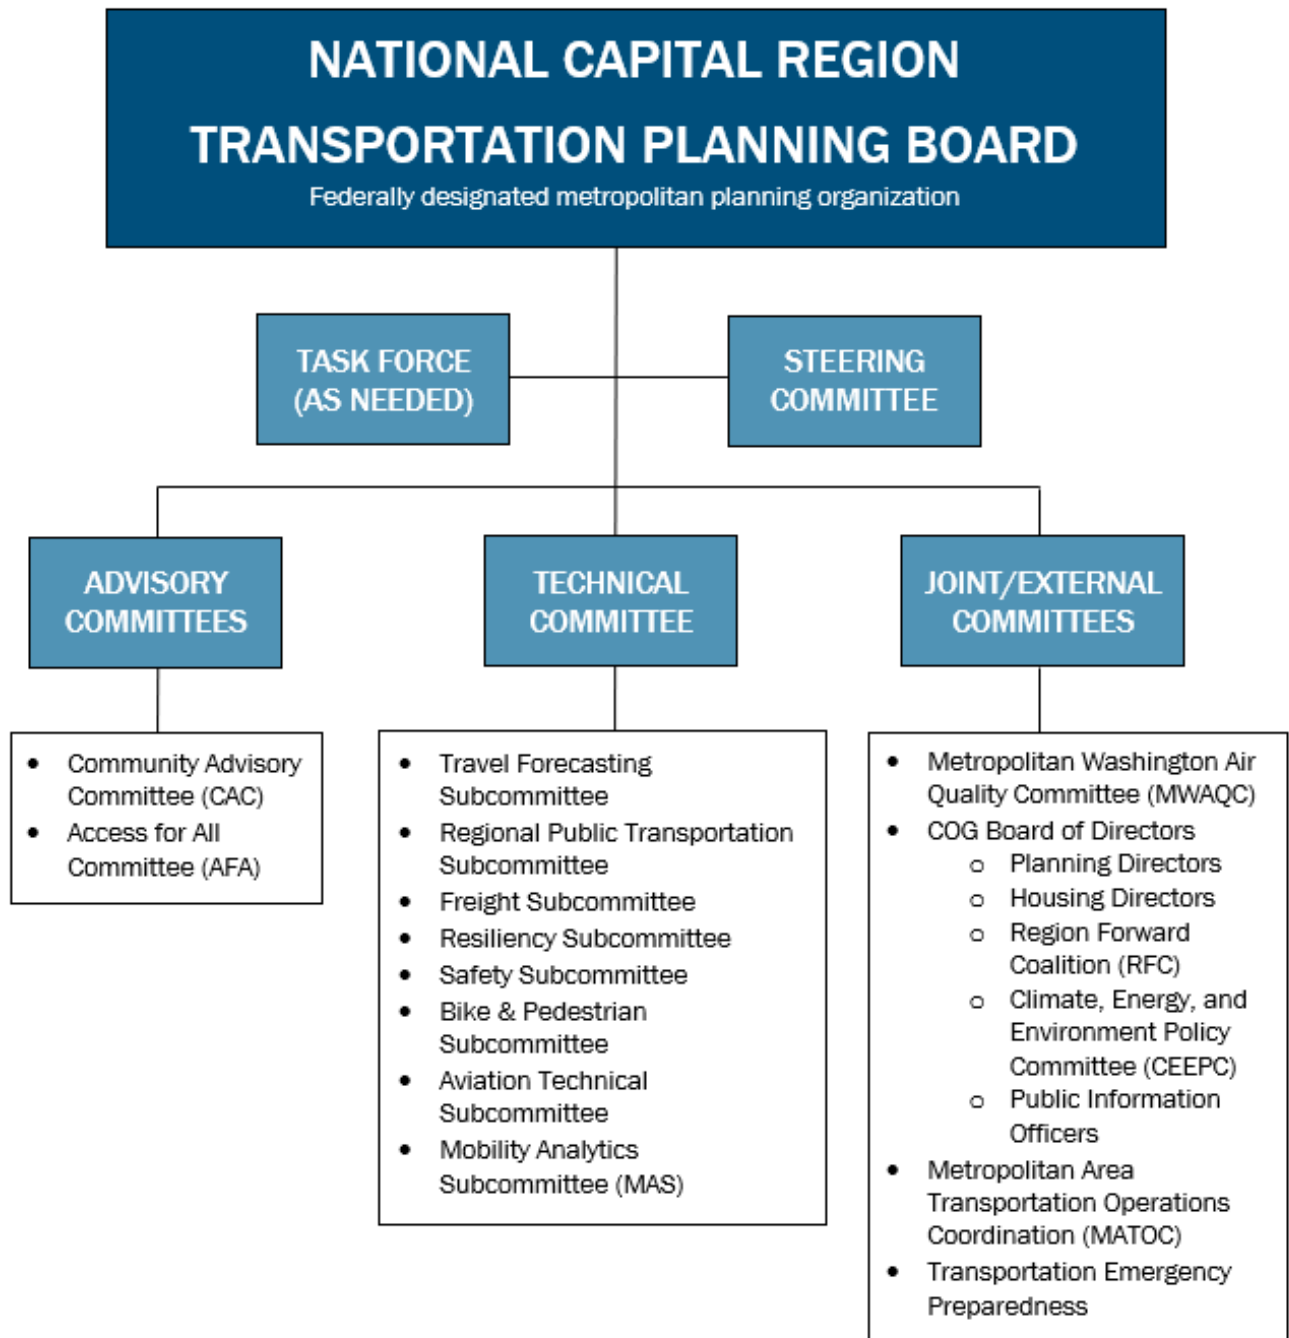 NATIONAL CAPITAL REGION
TRANSPORTATION PLANNING BOARD
Federally designated metropolitan planning organization
TASK FORCE
(AS NEEDED)
STEERING
COMMITTEE
ADVISORY
COMMITTEES
TECHNICAL
COMMITTEE
JOINT/EXTERNAL
COMMITTEES
• Community Advisory
Committee (CAC)
• Access for All
Committee (AFA)
• Travel Forecasting
Subcommittee
• Regional Public Transportation
Subcommittee
• Freight Subcommittee
• Resiliency Subcommittee
• Safety Subcommittee
• Bike & Pedestrian
Subcommittee
• Aviation Technical
Subcommittee
• Mobility Analytics
Subcommittee (MAS)
• Metropolitan Washington Air
Quality Committee (MWAQC)
• COG Board of Directors
o Planning Directors
o Housing Directors
o Region Forward
Coalition (RFC)
o Climate, Energy, and
Environment Policy
Committee (CEEPC)
o Public Information
Officers
• Metropolitan Area
Transportation Operations
Coordination (MATOC)
• Transportation Emergency
Preparedness